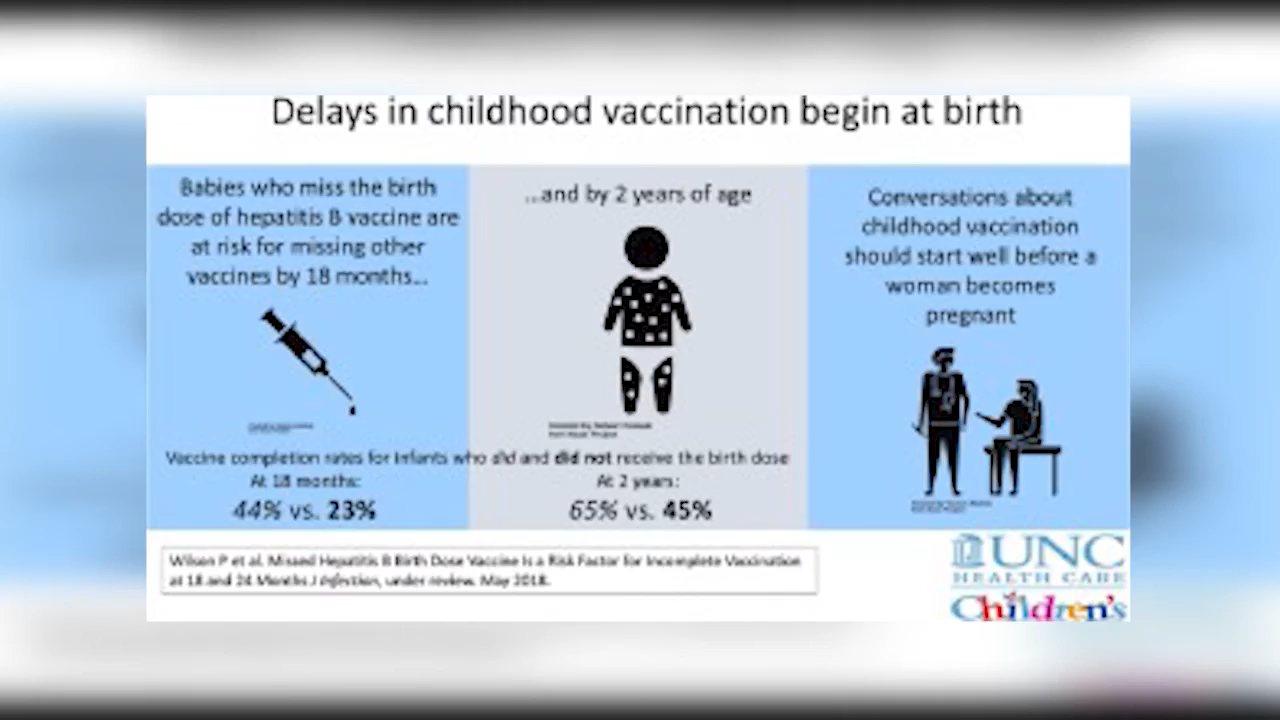 Delays in childhood vaccination begin at birth
Babies who miss the birth
dose of hepatitis B vaccine are
at risk for missing other
vaccines by 18 months...
...and by 2 years of age
Conversations about
childhood vaccination
should start well before a
woman becomes
pregnant
Vaccine completion rates for infants who did and did not receive the birth dose
At 18 months:
44% vs. 23%
At 2 years:
65% vs. 45%
Wilson P et al. Missed Hepatitis B Birth Dose Vaccine Is a Risk Factor for Incomplete Vaccination
at 18 and 24 Months J Infection, under review. May 2018.
UNC
HEALTH CARE
Children's